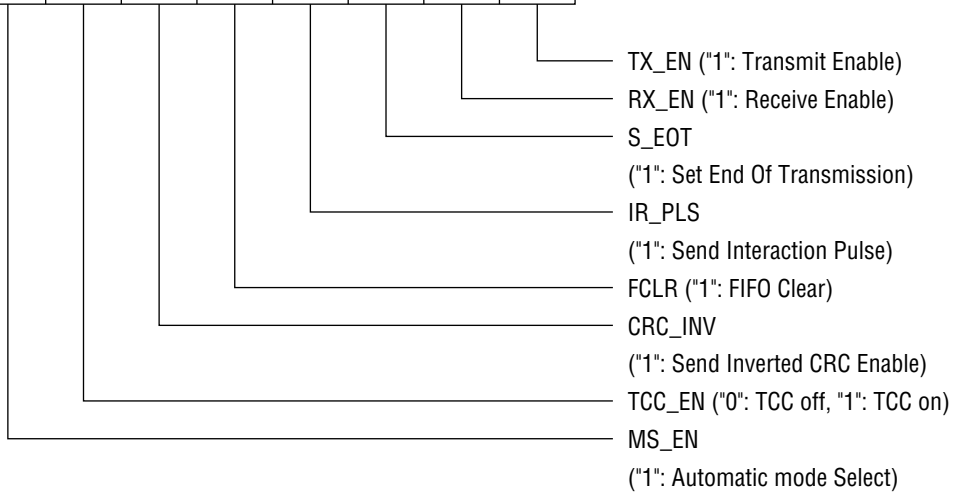 TX_EN ("1": Transmit Enable)
RX_EN ("1": Receive Enable)
S_EOT
("1": Set End Of Transmission)
IR_PLS
("1": Send Interaction Pulse)
FCLR ("1": FIFO Clear)
CRC_INV
("1": Send Inverted CRC Enable)
TCC_EN ("0": TCC off, "1": TCC on)
MS_EN
("1": Automatic mode Select)